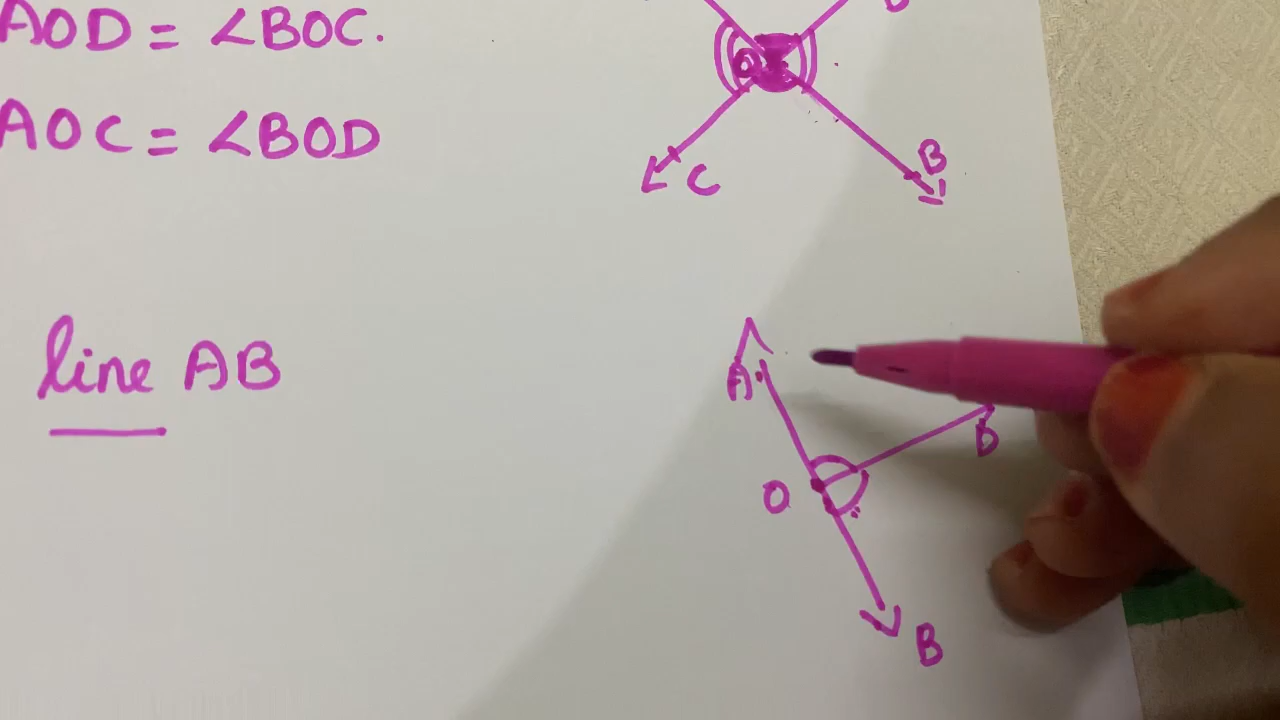 AOD = ∠BOC.
AOC = ∠BOD
O
C
B
line AB
A
D
O
B